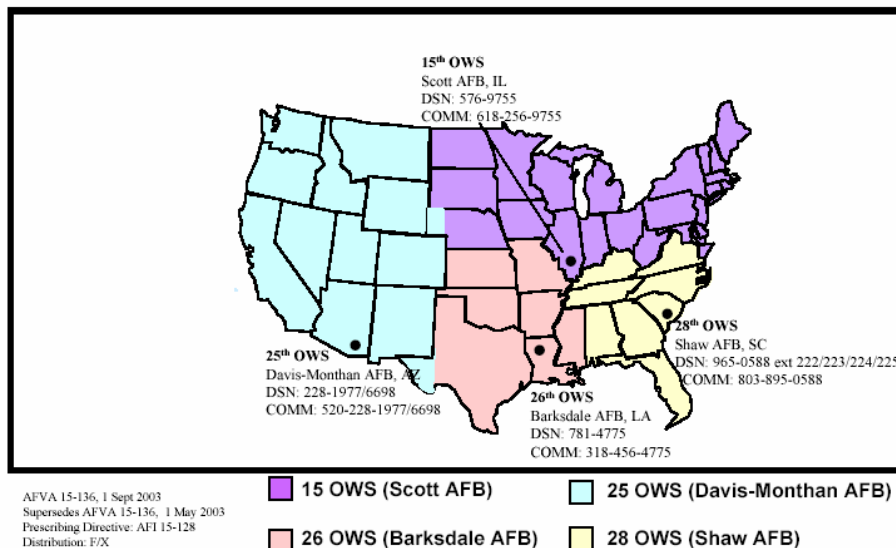 15th OWS
Scott AFB, IL
DSN: 576-9755
COMM: 618-256-9755
25th OWS
Davis-Monthan AFB, AZ
DSN: 228-1977/6698
COMM: 520-228-1977/6698
26th OWS
Barksdale AFB, LA
DSN: 781-4775
COMM: 318-456-4775
28th OWS
Shaw AFB, SC
DSN: 965-0588 ext 222/223/224/225
COMM: 803-895-0588
AFVA 15-136, 1 Sept 2003
Supersedes AFVA 15-136, 1 May 2003
Prescribing Directive: AFI 15-128
Distribution: F/X
15 OWS (Scott AFB)
25 OWS (Davis-Monthan AFB)
26 OWS (Barksdale AFB)
28 OWS (Shaw AFB)